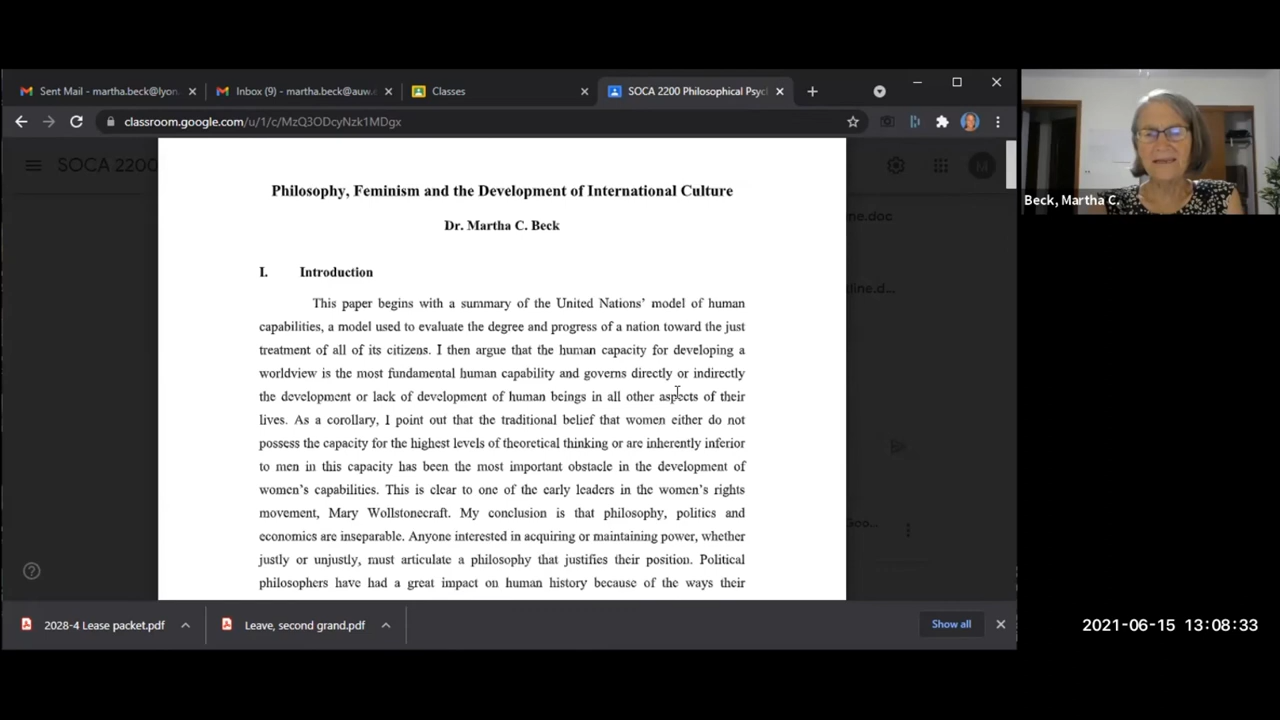 Sent Mail - martha.beck@lyon. Inbox (9) - martha.beck@auw. Classes SOCA 2200 Philosophical Psyc
classroom.google.com/u/1/c/MzQ3ODcyNzk1MDgx
SOCA 2200
Philosophy, Feminism and the Development of International Culture
Dr. Martha C. Beck
I. Introduction
This paper begins with a summary of the United Nations’ model of human
capabilities, a model used to evaluate the degree and progress of a nation toward the just
treatment of all of its citizens. I then argue that the human capacity for developing a
worldview is the most fundamental human capability and governs directly or indirectly
the development or lack of development of human beings in all other aspects of their
lives. As a corollary, I point out that the traditional belief that women either do not
possess the capacity for the highest levels of theoretical thinking or are inherently inferior
to men in this capacity has been the most important obstacle in the development of
women’s capabilities. This is clear to one of the early leaders in the women’s rights
movement, Mary Wollstonecraft. My conclusion is that philosophy, politics and
economics are inseparable. Anyone interested in acquiring or maintaining power, whether
justly or unjustly, must articulate a philosophy that justifies their position. Political
philosophers have had a great impact on human history because of the ways their
M
ine.doc
line.d...
Goo...
2028-4 Lease packet.pdf Leave, second grand.pdf Show all
Beck, Martha C.
2021-06-15 13:08:33